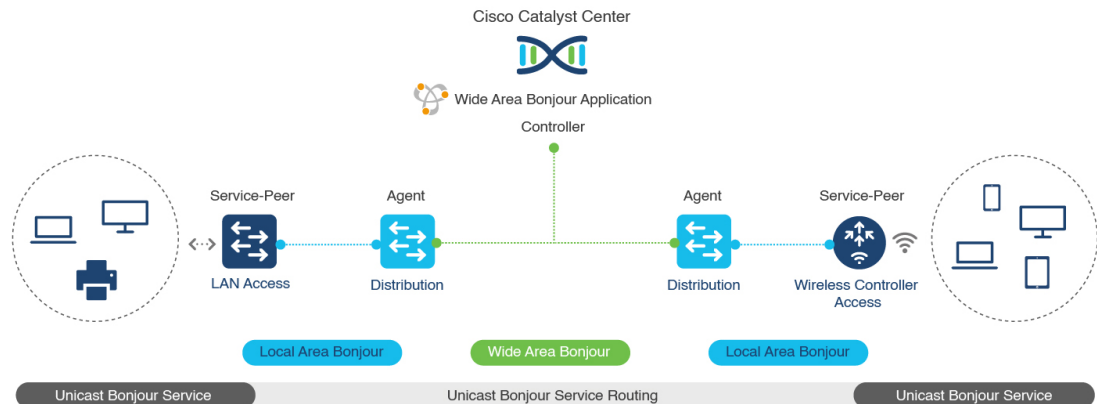 Cisco Catalyst Center
Wide Area Bonjour Application
Controller
Service-Peer
Agent
Agent
Service-Peer
LAN Access
Distribution
Distribution
Wireless Controller
Access
Local Area Bonjour
Wide Area Bonjour
Local Area Bonjour
Unicast Bonjour Service
Unicast Bonjour Service Routing
Unicast Bonjour Service